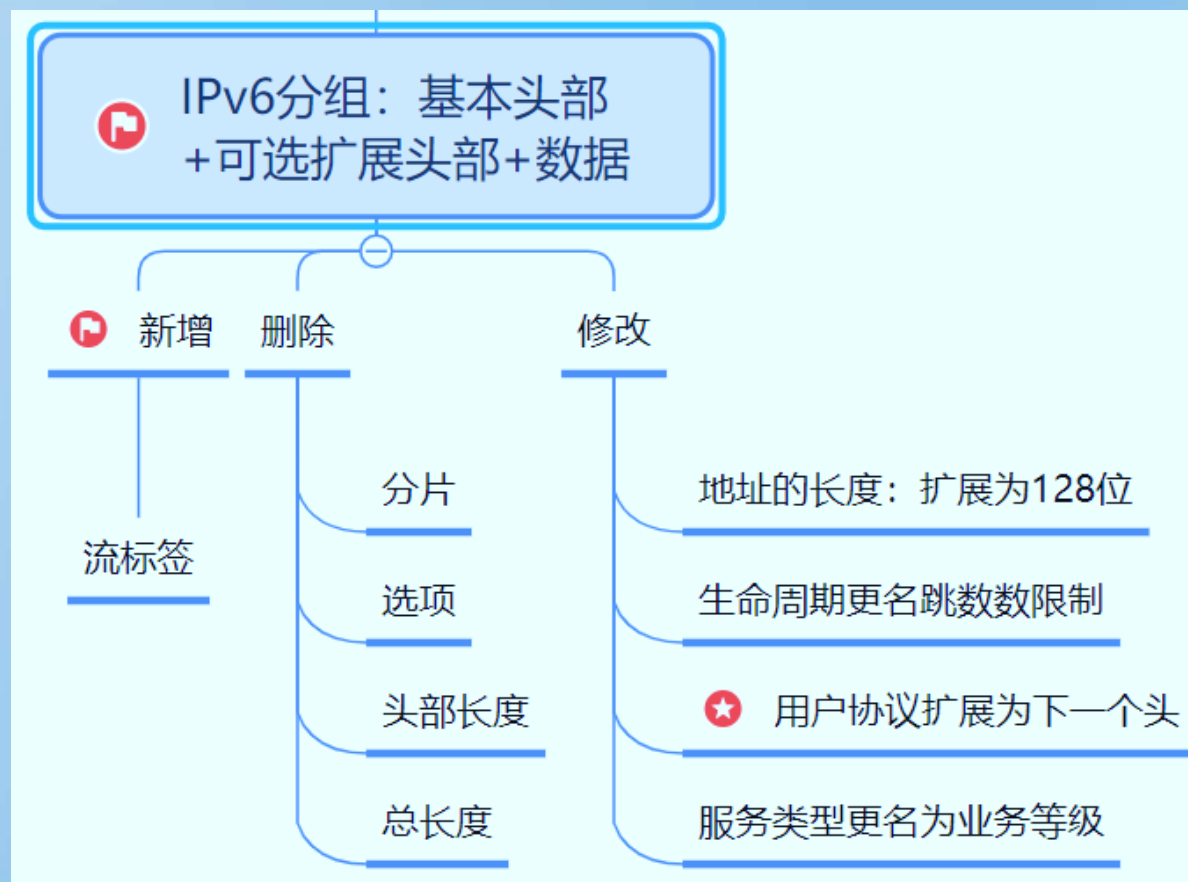 IPv6分组：基本头部
+可选扩展头部+数据
新增
删除
修改
流标签
分片
选项
头部长度
总长度
地址的长度：扩展为128位
生命周期更名跳数数限制
用户协议扩展为下一个头
服务类型更名为业务等级